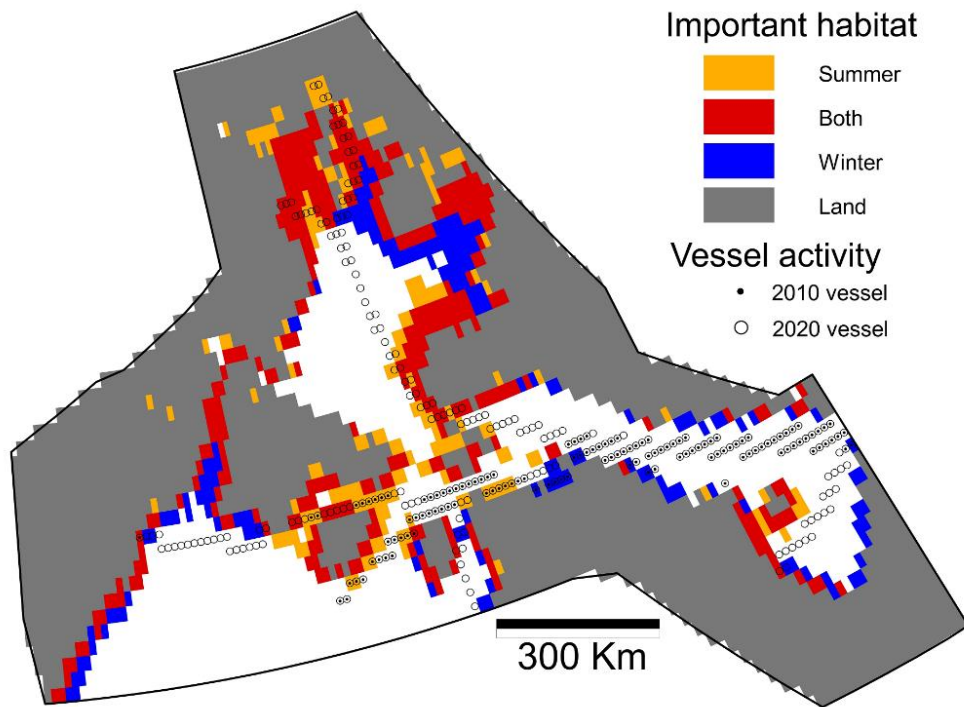 Important habitat
Summer
Both
Winter
Land
Vessel activity
2010 vessel
2020 vessel
300 Km